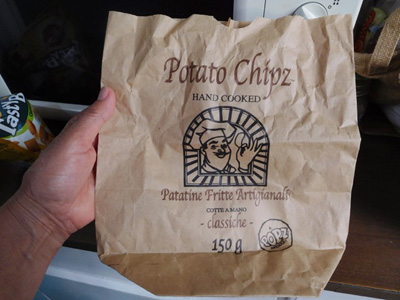 Potato Chipz
HAND COOKED
Patatine Fritte Artigianali
COTTE A MANO
- classiche -
150 g